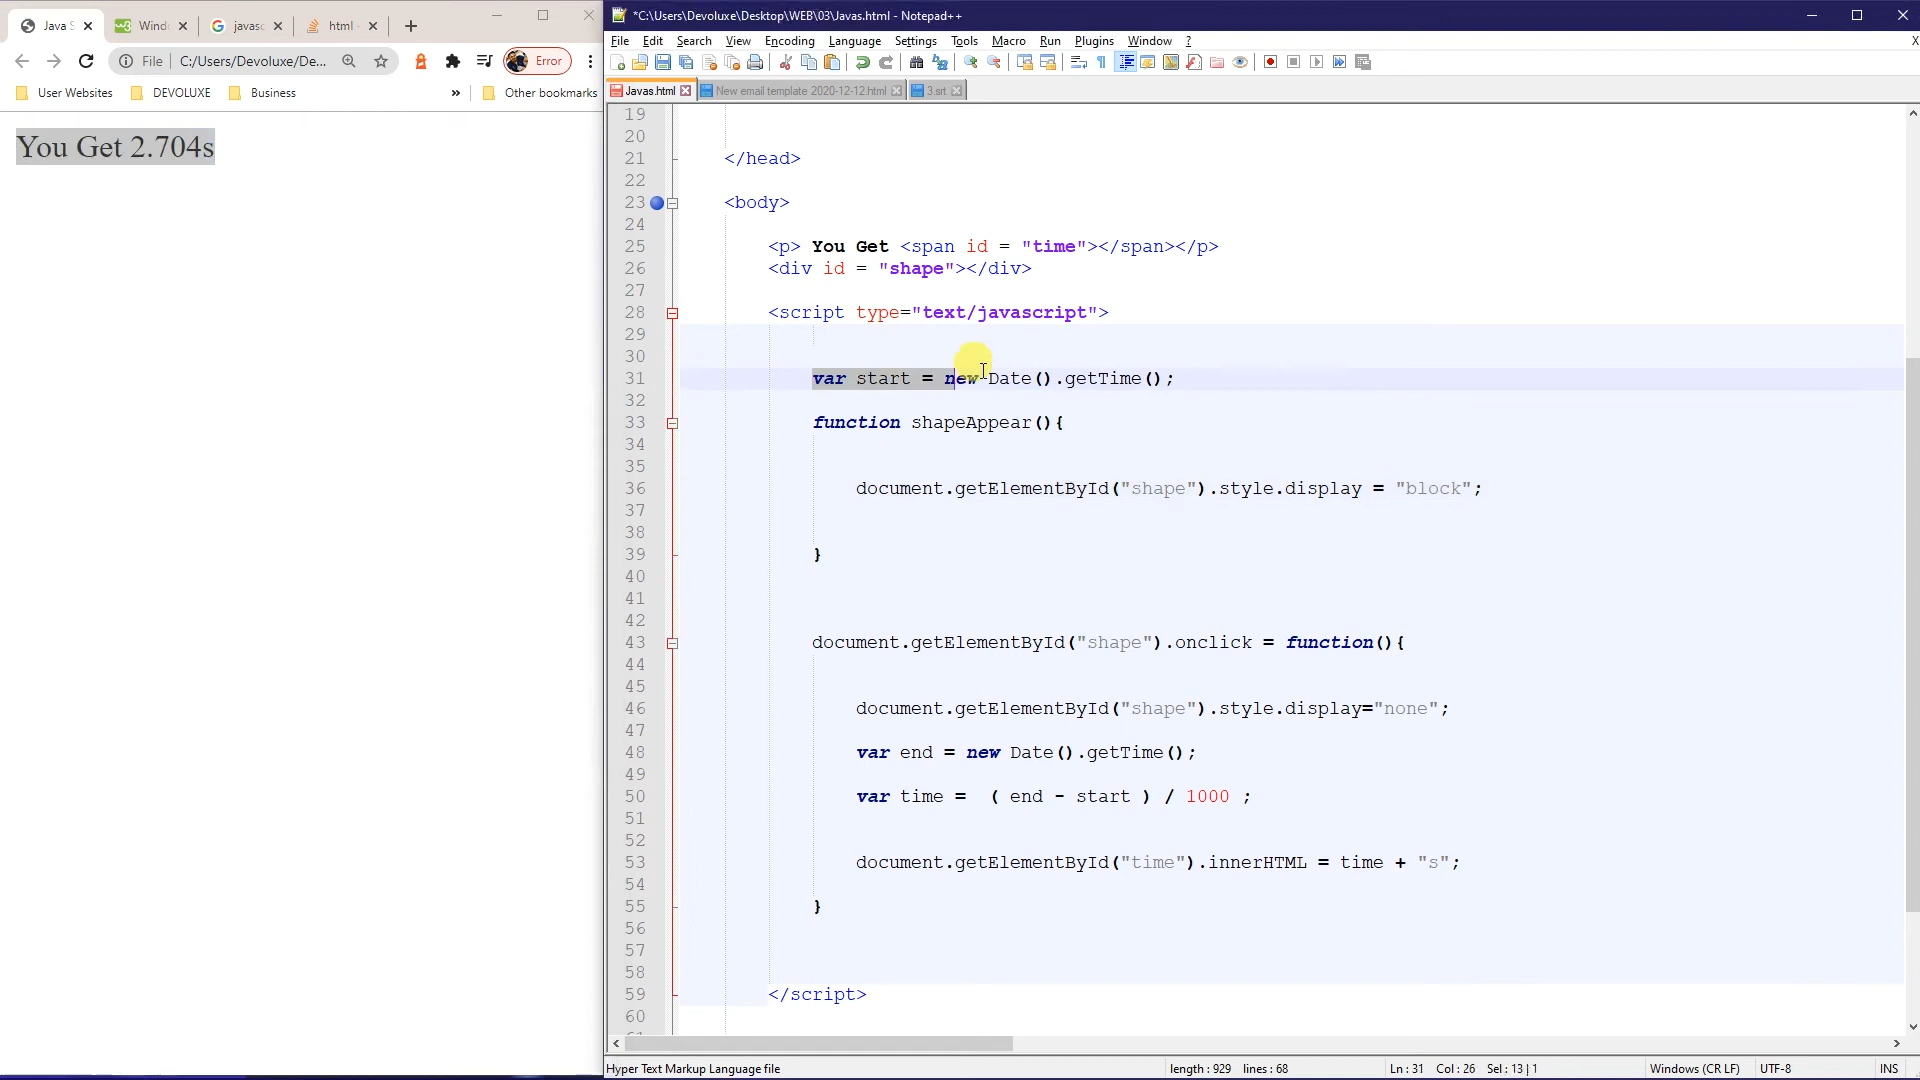 Java S
Wind
javasc
html -
File
C:/Users/Devoluxe/De...
Error
User Websites
DEVOLUXE
Business
»
Other bookmarks
You Get 2.704s
*C:\Users\Devoluxe\Desktop\WEB\03\Javas.html - Notepad++
File Edit Search View Encoding Language Settings Tools Macro Run Plugins Window ?
X
Javas.html
New email template 2020-12-12.html
3.srt
19
20
21 </head>
22
23 <body>
24
25 <p> You Get <span id = "time"></span></p>
26 <div id = "shape"></div>
27
28 <script type="text/javascript">
29
30
31 var start = new Date().getTime();
32
33 function shapeAppear(){
34
35
36 document.getElementById("shape").style.display = "block";
37
38
39 }
40
41
42
43 document.getElementById("shape").onclick = function(){
44
45
46 document.getElementById("shape").style.display="none";
47
48 var end = new Date().getTime();
49
50 var time =  ( end - start ) / 1000 ;
51
52
53 document.getElementById("time").innerHTML = time + "s";
54
55 }
56
57
58
59 </script>
60
Hyper Text Markup Language file
length : 929 lines : 68
Ln : 31 Col : 26 Sel : 13 | 1
Windows (CR LF)
UTF-8
INS